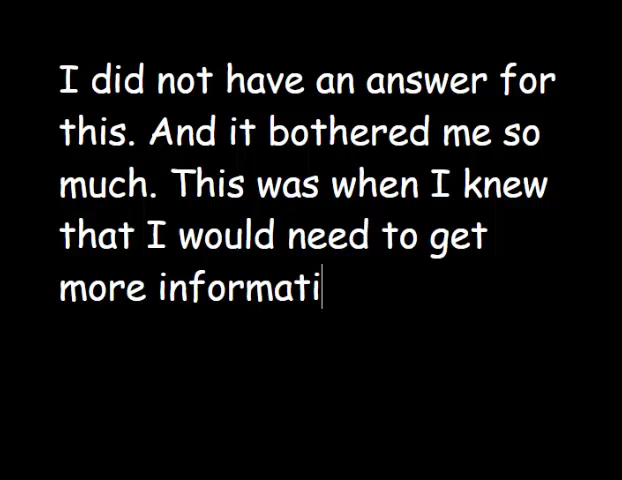 I did not have an answer for
this. And it bothered me so
much. This was when I knew
that I would need to get
more informati